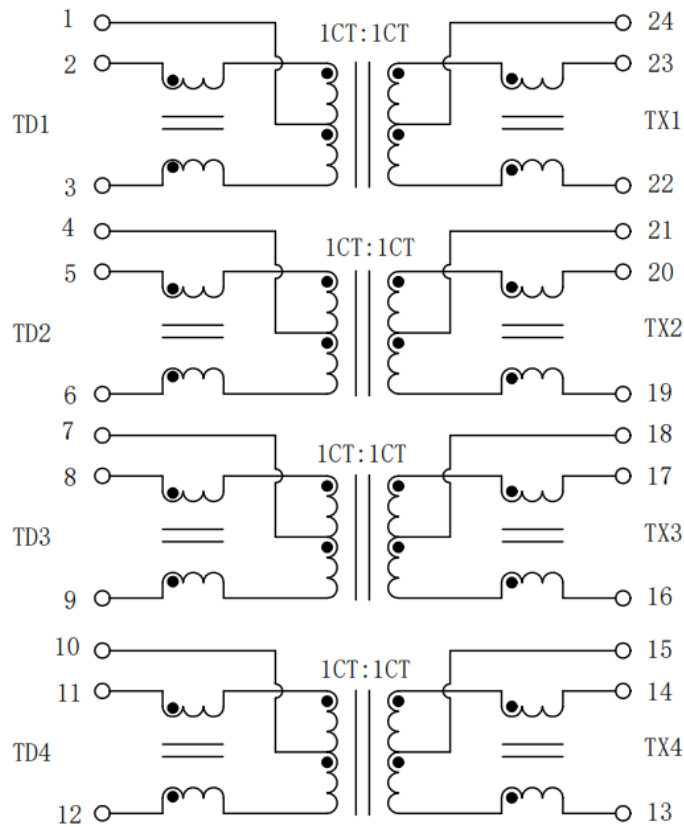 1 1CT:1CT 24
2 23
TD1 TX1
3 22
4 1CT:1CT 21
5 20
TD2 TX2
6 19
7 1CT:1CT 18
8 17
TD3 TX3
9 16
10 1CT:1CT 15
11 14
TD4 TX4
12 13